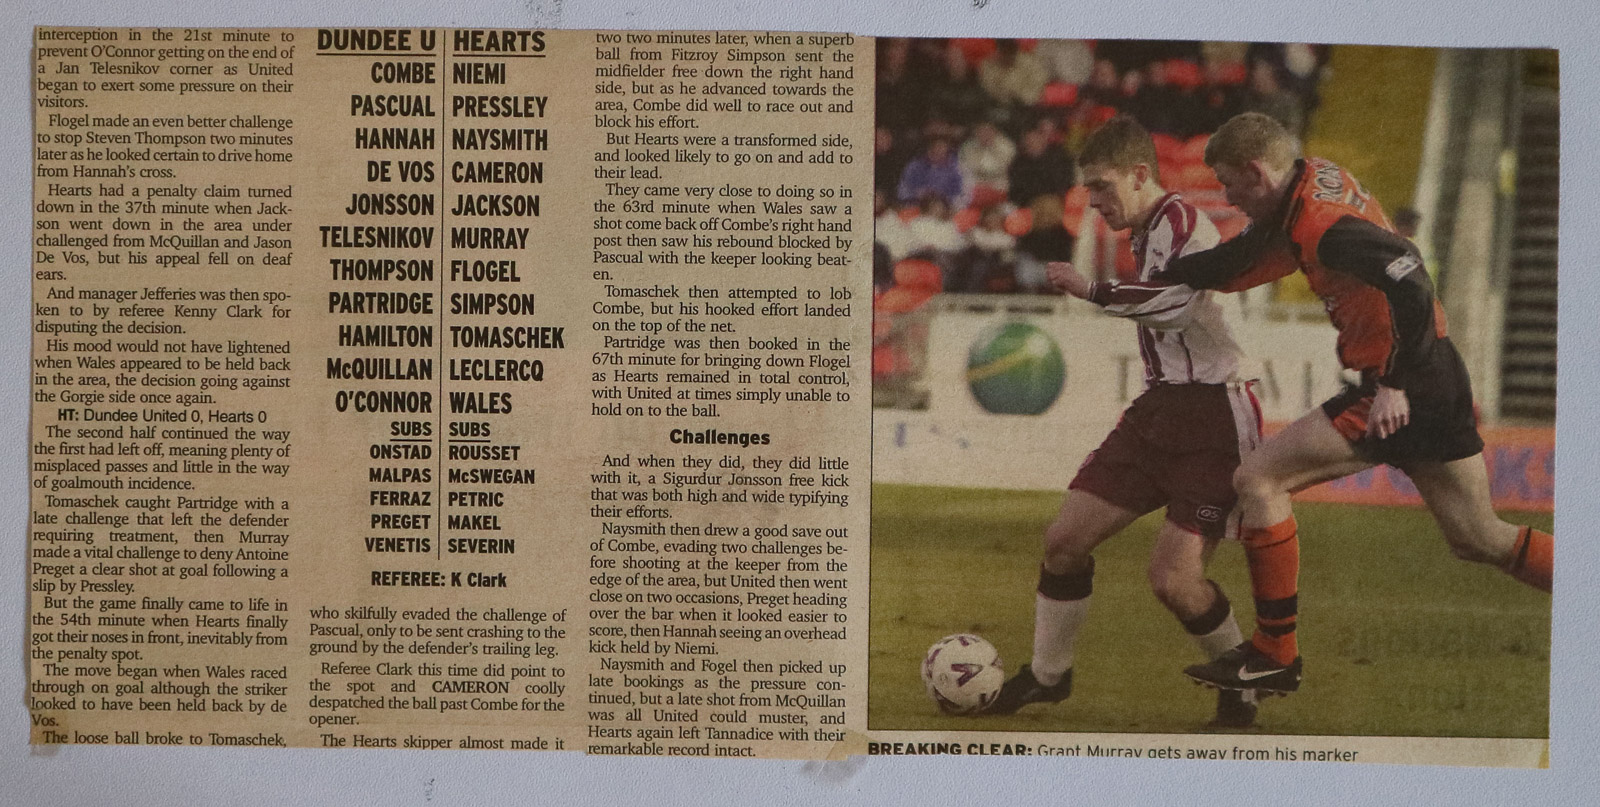 interception in the 21st minute to
prevent O'Connor getting on the end of
a Jan Telesnikov corner as United
began to exert some pressure on their
visitors.
Flogel made an even better challenge
to stop Steven Thompson two minutes
later as he looked certain to drive home
from Hannah's cross.
Hearts had a penalty claim turned
down in the 37th minute when Jack-
son went down in the area under
challenged from McQuillan and Jason
De Vos, but his appeal fell on deaf
ears.
And manager Jefferies was then spo-
ken to by referee Kenny Clark for
disputing the decision.
His mood would not have lightened
when Wales appeared to be held back
in the area, the decision going against
the Gorgie side once again.
HT: Dundee United 0, Hearts 0
The second half continued the way
the first had left off, meaning plenty of
misplaced passes and little in the way
of goalmouth incidence.
Tomaschek caught Partridge with a
late challenge that left the defender
requiring treatment, then Murray
made a vital challenge to deny Antoine
Preget a clear shot at goal following a
slip by Pressley.
But the game finally came to life in
the 54th minute when Hearts finally
got their noses in front, inevitably from
the penalty spot.
The move began when Wales raced
through on goal although the striker
looked to have been held back by de
Vos.
The loose ball broke to Tomaschek,
DUNDEE U HEARTS
COMBE NIEMI
PASCUAL PRESSLEY
HANNAH NAYSMITH
DE VOS CAMERON
JONSSON JACKSON
TELESNIKOV MURRAY
THOMPSON FLOGEL
PARTRIDGE SIMPSON
HAMILTON TOMASCHEK
McQUILLAN LECLERCQ
O'CONNOR WALES
SUBS SUBS
ONSTAD ROUSSET
MALPAS McSWEGAN
FERRAZ PETRIC
PREGET MAKEL
VENETIS SEVERIN
REFEREE: K Clark
who skilfully evaded the challenge of
Pascual, only to be sent crashing to the
ground by the defender's trailing leg.
Referee Clark this time did point to
the spot and CAMERON coolly
despatched the ball past Combe for the
opener.
The Hearts skipper almost made it
two two minutes later, when a superb
ball from Fitzroy Simpson sent the
midfielder free down the right hand
side, but as he advanced towards the
area, Combe did well to race out and
block his effort.
But Hearts were a transformed side,
and looked likely to go on and add to
their lead.
They came very close to doing so in
the 63rd minute when Wales saw a
shot come back off Combe's right hand
post then saw his rebound blocked by
Pascual with the keeper looking beat-
en.
Tomaschek then attempted to lob
Combe, but his hooked effort landed
on the top of the net.
Partridge was then booked in the
67th minute for bringing down Flogel
as Hearts remained in total control,
with United at times simply unable to
hold on to the ball.
Challenges
And when they did, they did little
with it, a Sigurdur Jonsson free kick
that was both high and wide typifying
their efforts.
Naysmith then drew a good save out
of Combe, evading two challenges be-
fore shooting at the keeper from the
edge of the area, but United then went
close on two occasions, Preget heading
over the bar when it looked easier to
score, then Hannah seeing an overhead
kick held by Niemi.
Naysmith and Fogel then picked up
late bookings as the pressure con-
tinued, but a late shot from McQuillan
was all United could muster, and
Hearts again left Tannadice with their
remarkable record intact.
BREAKING CLEAR: Grant Murray gets away from his marker